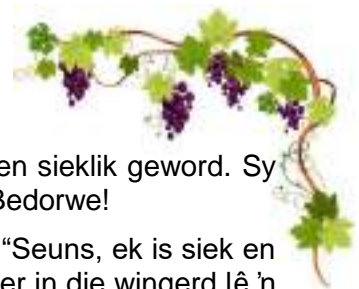 en sieklik geword. Sy
Bedorwe!
“Seuns, ek is siek en
er in die wingerd lê ’n